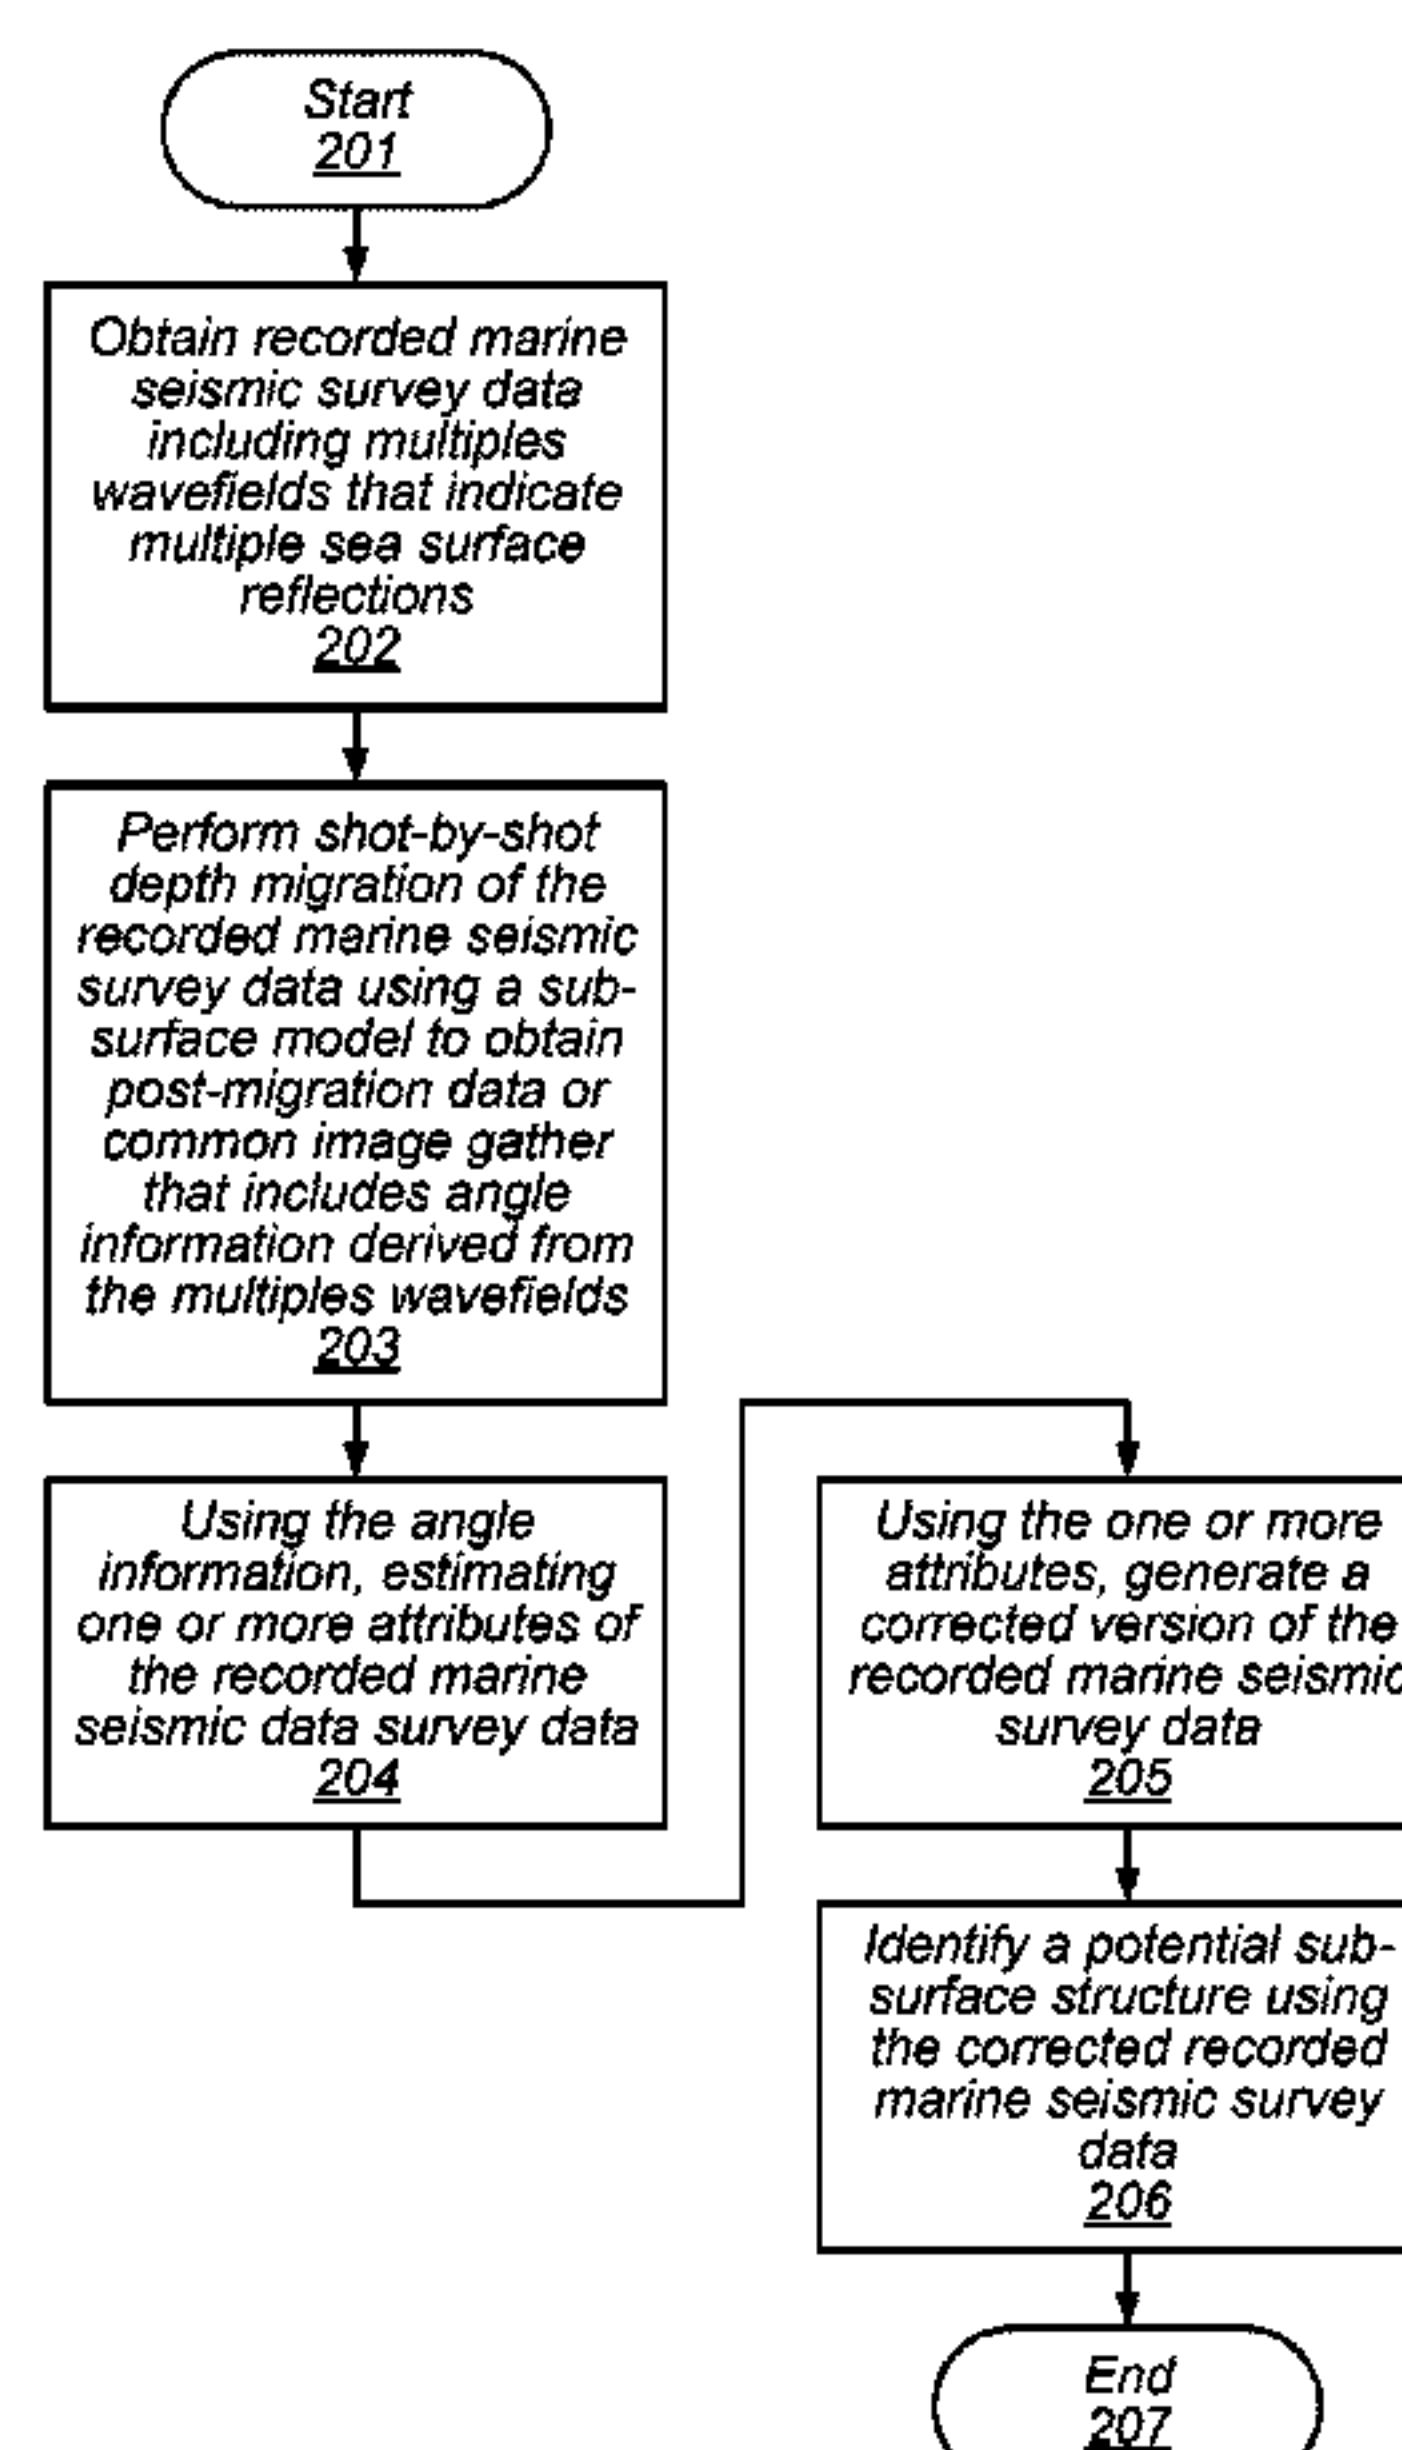 Start
201
Obtain recorded marine
seismic survey data
including multiples
wavefields that indicate
multiple sea surface
reflections
202
Perform shot-by-shot
depth migration of the
recorded marine seismic
survey data using a sub-
surface model to obtain
post-migration data or
common image gather
that includes angle
information derived from
the multiples wavefields
203
Using the angle
information, estimating
one or more attributes of
the recorded marine
seismic data survey data
204
Using the one or more
attributes, generate a
corrected version of the
recorded marine seismic
survey data
205
Identify a potential sub-
surface structure using
the corrected recorded
marine seismic survey
data
206
End
207